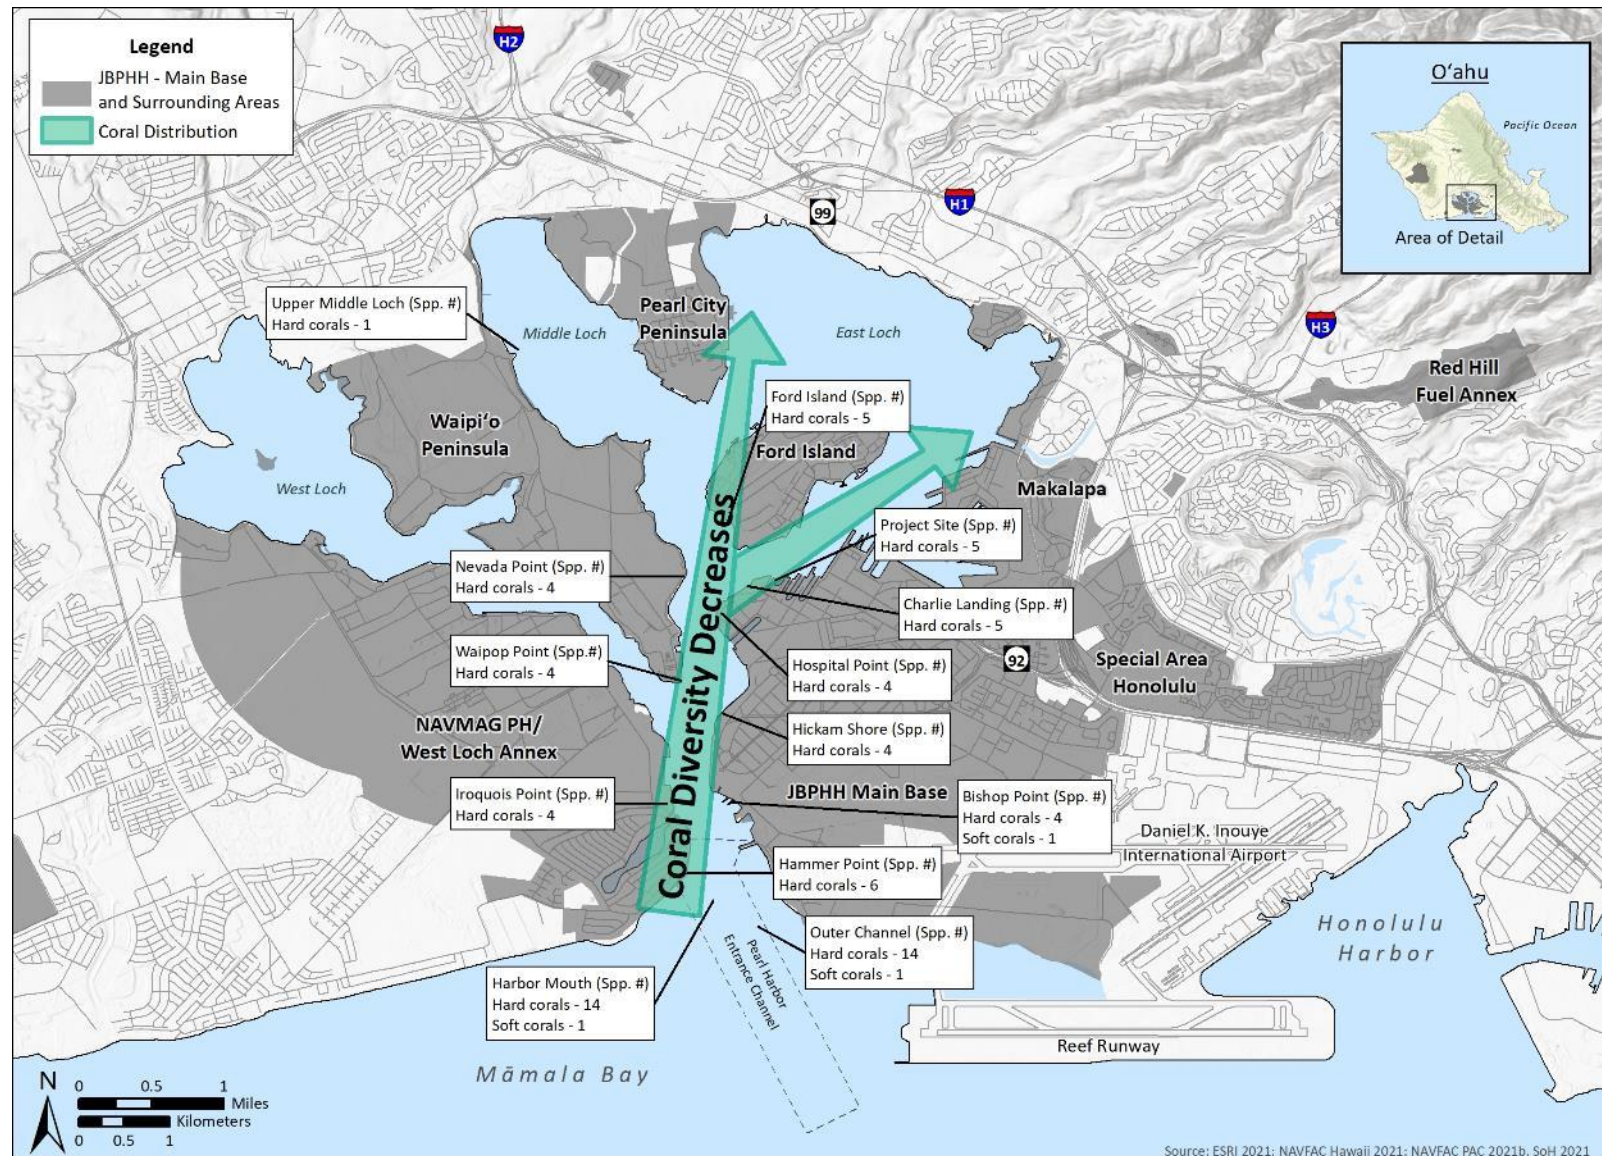 Legend
JBPHH - Main Base
and Surrounding Areas
Coral Distribution
H2
O‘ahu
Pacific Ocean
Area of Detail
99
H1
H3
Upper Middle Loch (Spp. #)
Hard corals - 1
Middle Loch
Pearl City
Peninsula
East Loch
Red Hill
Fuel Annex
Ford Island (Spp. #)
Hard corals - 5
Waipi‘o
Peninsula
Ford Island
West Loch
Makalapa
Project Site (Spp. #)
Hard corals - 5
Nevada Point (Spp. #)
Hard corals - 4
Charlie Landing (Spp. #)
Hard corals - 5
Coral Diversity Decreases
Waipop Point (Spp.#)
Hard corals - 4
Hospital Point (Spp. #)
Hard corals - 4
92
Special Area
Honolulu
NAVMAG PH/
West Loch Annex
Hickam Shore (Spp. #)
Hard corals - 4
Iroquois Point (Spp. #)
Hard corals - 4
JBPHH Main Base
Bishop Point (Spp. #)
Hard corals - 4
Soft corals - 1
Daniel K. Inouye
International Airport
Hammer Point (Spp. #)
Hard corals - 6
Outer Channel (Spp. #)
Hard corals - 14
Soft corals - 1
Pearl Harbor
Entrance Channel
Honolulu
Harbor
Harbor Mouth (Spp. #)
Hard corals - 14
Soft corals - 1
Reef Runway
Māmala Bay
N
0 0.5 1
Miles
Kilometers
0 0.5 1
Source: ESRI 2021; NAVFAC Hawaii 2021; NAVFAC PAC 2021b, SoH 2021